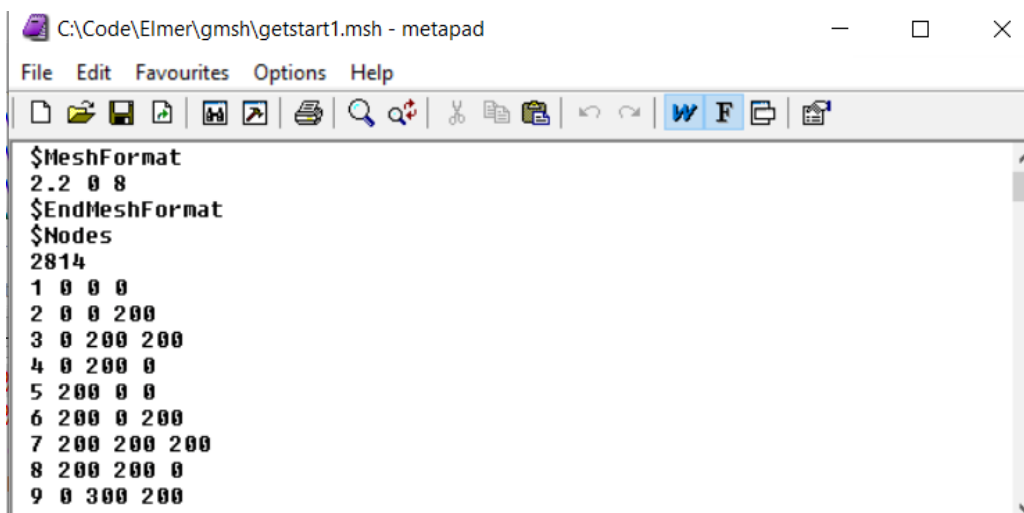 C:\Code\Elmer\gmsh\getstart1.msh - metapad
File Edit Favourites Options Help
W F
$MeshFormat
2.2 0 8
$EndMeshFormat
$Nodes
2814
1 0 0 0
2 0 0 200
3 0 200 200
4 0 200 0
5 200 0 0
6 200 0 200
7 200 200 200
8 200 200 0
9 0 300 200